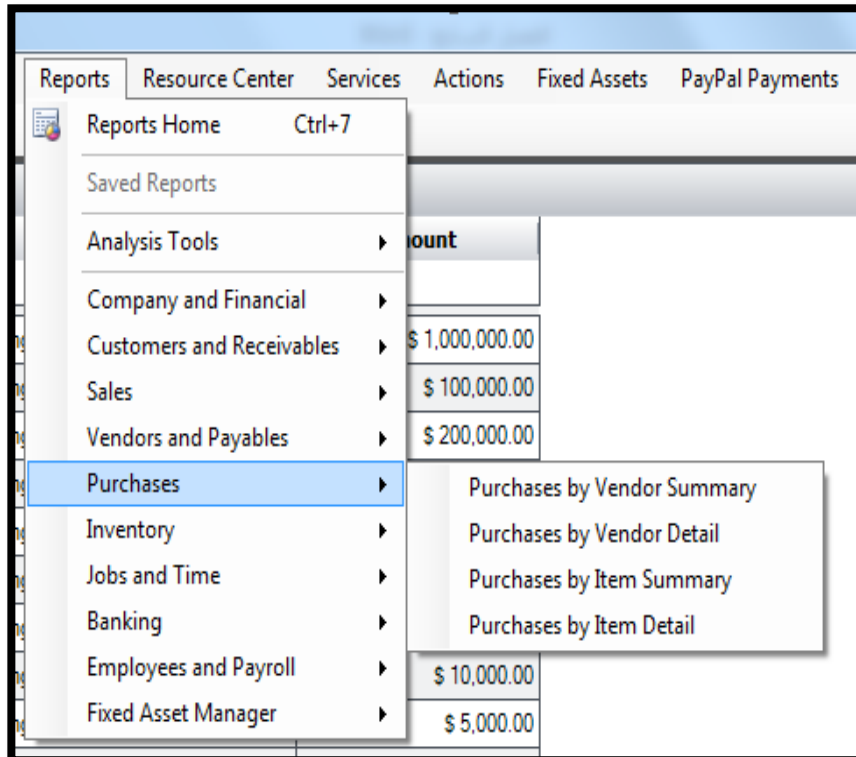 Reports Resource Center Services Actions Fixed Assets PayPal Payments
Reports Home Ctrl+7
Saved Reports
Analysis Tools
ount
Company and Financial
Customers and Receivables
$ 1,000,000.00
Sales
$ 100,000.00
Vendors and Payables
$ 200,000.00
Purchases
Purchases by Vendor Summary
Inventory
Purchases by Vendor Detail
Jobs and Time
Purchases by Item Summary
Banking
Purchases by Item Detail
Employees and Payroll
$ 10,000.00
Fixed Asset Manager
$ 5,000.00